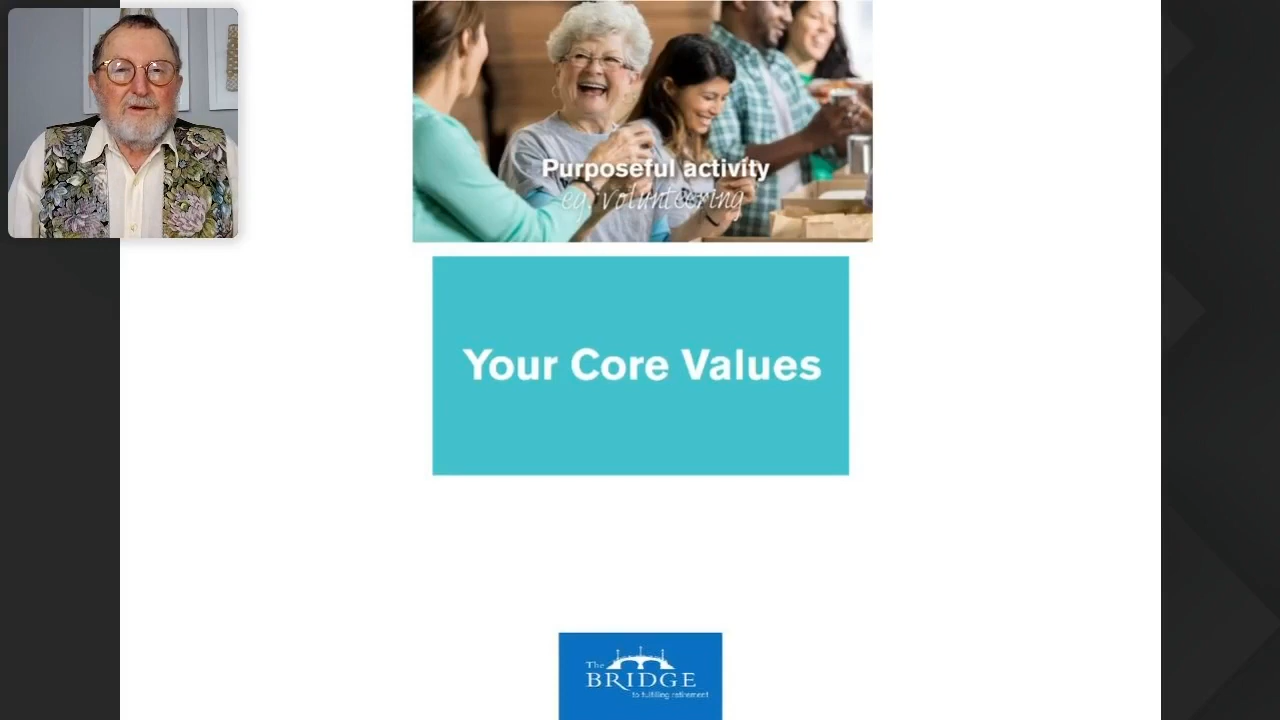 Purposeful activity
eg. volunteering
Your Core Values
The
BRIDGE
to fulfilling retirement